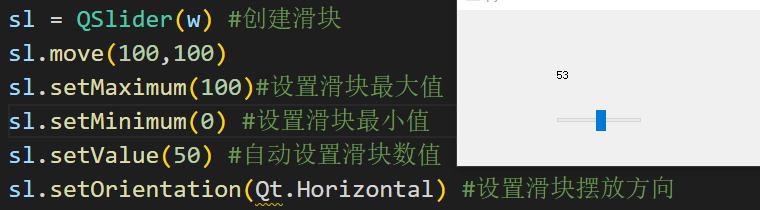 sl = QSlider(w) #创建滑块
sl.move(100,100)
sl.setMaximum(100)#设置滑块最大值
sl.setMinimum(0) #设置滑块最小值
sl.setValue(50) #自动设置滑块数值
sl.setOrientation(Qt.Horizontal) #设置滑块摆放方向
53